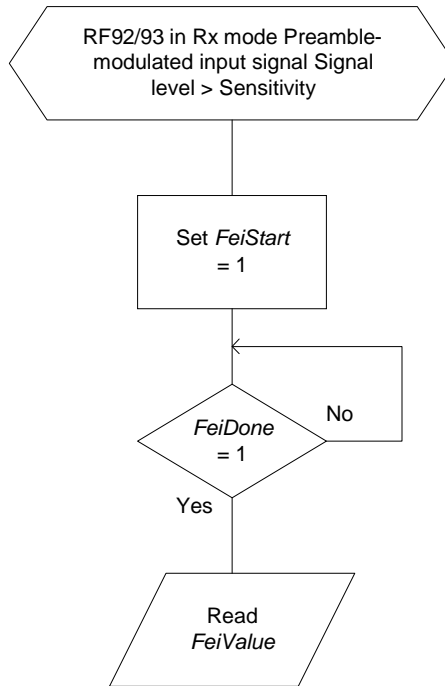 RF92/93 in Rx mode Preamble-
modulated input signal Signal
level > Sensitivity
Set FeiStart
= 1
FeiDone
= 1
No
Yes
Read
FeiValue